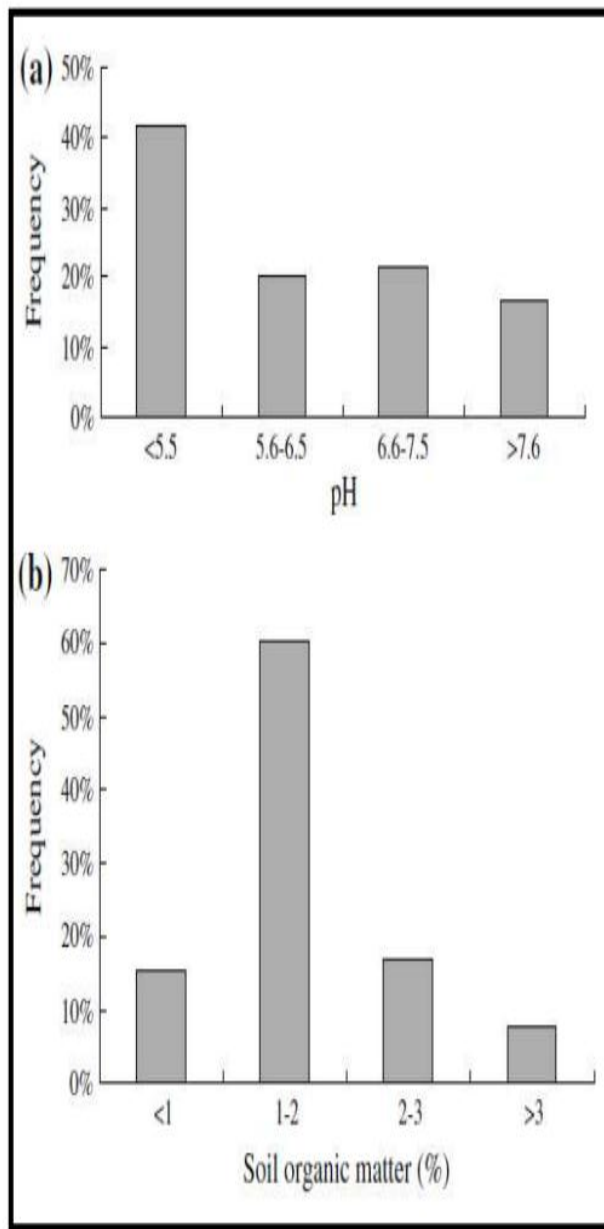 (a)
50%
40%
30%
20%
10%
0%
Frequency
<5.5 5.6-6.5 6.6-7.5 >7.6
pH
(b)
70%
60%
50%
40%
30%
20%
10%
0%
Frequency
<1 1-2 2-3 >3
Soil organic matter (%)